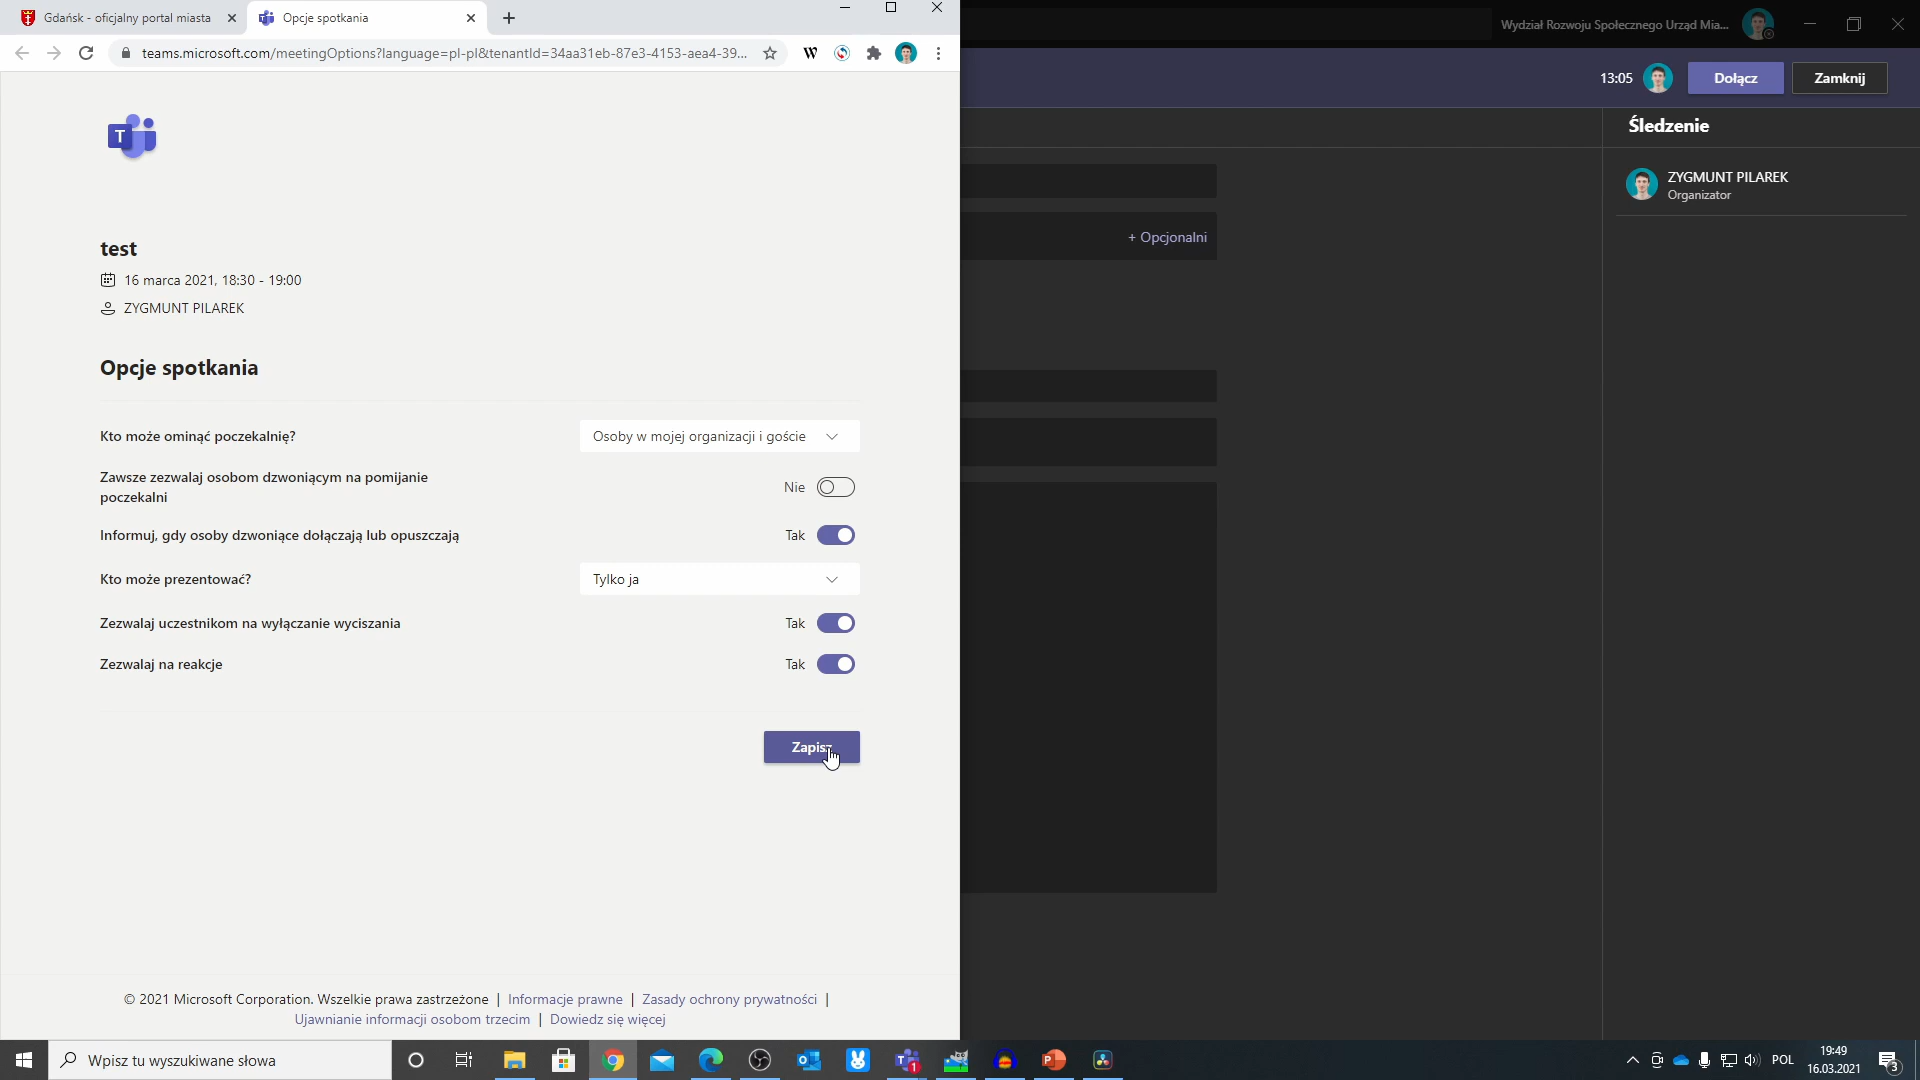 Gdańsk - oficjalny portal miasta
Opcje spotkania
teams.microsoft.com/meetingOptions?language=pl-pl&tenantId=34aa31eb-87e3-4153-aea4-39...
W
Wydział Rozwoju Społecznego Urząd Mia...
13:05
Dołącz
Zamknij
T
test
16 marca 2021, 18:30 - 19:00
ZYGMUNT PILAREK
Opcje spotkania
Kto może ominąć poczekalnię?
Osoby w mojej organizacji i goście
Zawsze zezwalaj osobom dzwoniącym na pomijanie
poczekalni
Nie
Informuj, gdy osoby dzwoniące dołączają lub opuszczają
Tak
Kto może prezentować?
Tylko ja
Zezwalaj uczestnikom na wyłączanie wyciszania
Tak
Zezwalaj na reakcje
Tak
Zapisz
© 2021 Microsoft Corporation. Wszelkie prawa zastrzeżone | Informacje prawne | Zasady ochrony prywatności |
Ujawnianie informacji osobom trzecim | Dowiedz się więcej
+ Opcjonalni
Śledzenie
ZYGMUNT PILAREK
Organizator
Wpisz tu wyszukiwane słowa
T
1
P
POL
19:49
16.03.2021
3